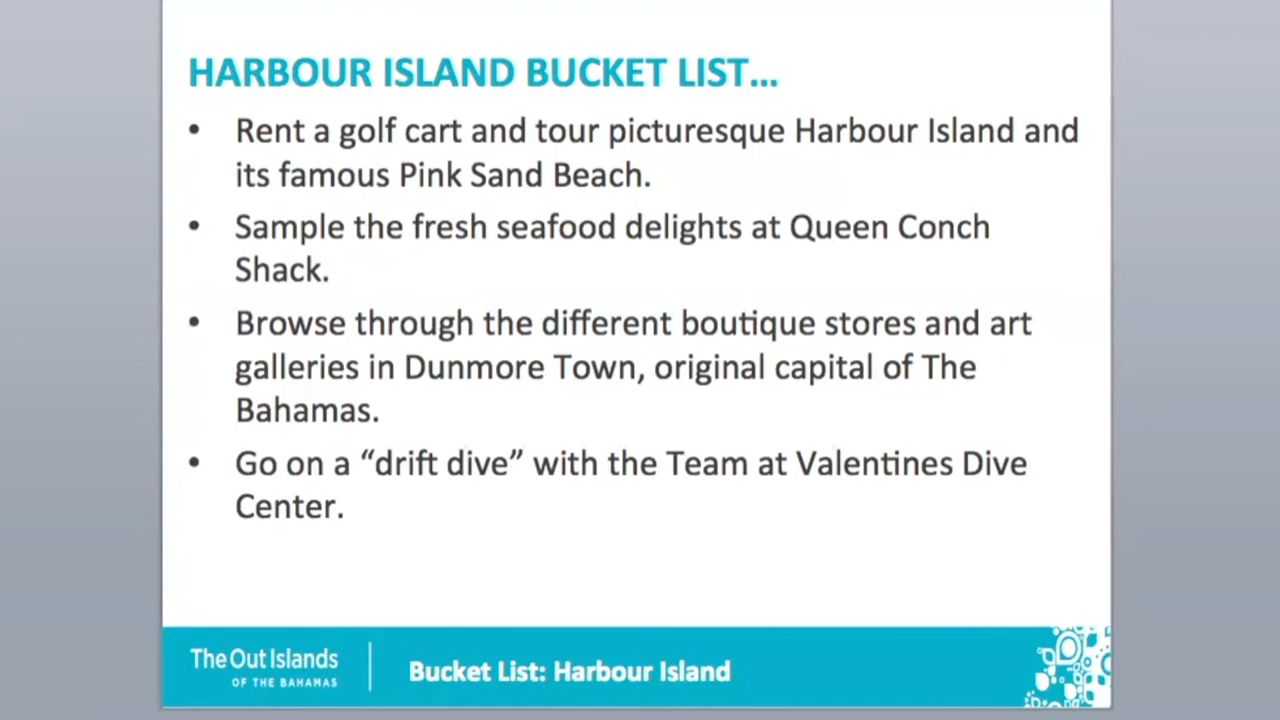 HARBOUR ISLAND BUCKET LIST...
• Rent a golf cart and tour picturesque Harbour Island and
its famous Pink Sand Beach.
• Sample the fresh seafood delights at Queen Conch
Shack.
• Browse through the different boutique stores and art
galleries in Dunmore Town, original capital of The
Bahamas.
• Go on a “drift dive” with the Team at Valentines Dive
Center.
The Out Islands
OF THE BAHAMAS
Bucket List: Harbour Island